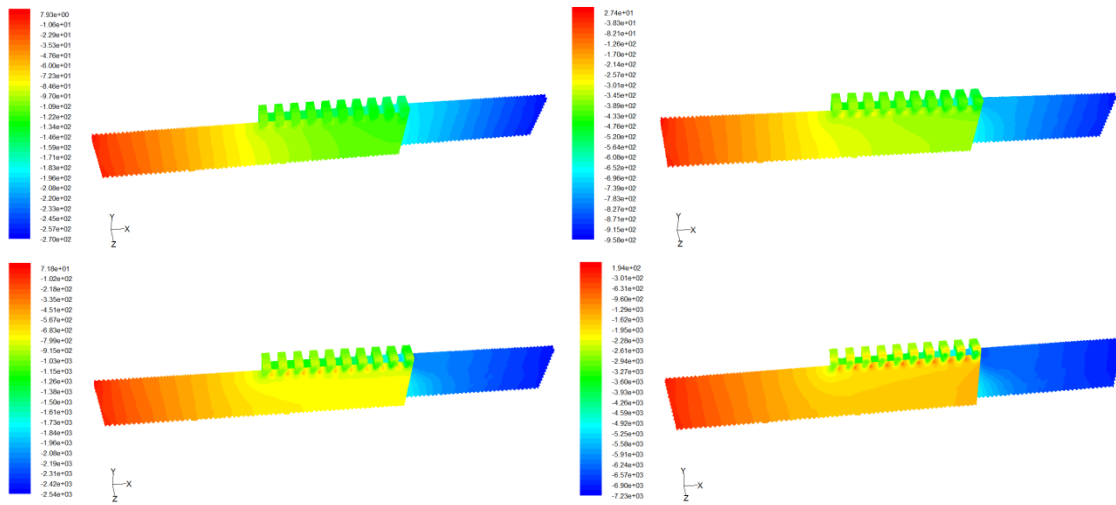 7.93e+00
-1.06e+01
-2.29e+01
-3.53e+01
-4.76e+01
-6.00e+01
-7.23e+01
-8.46e+01
-9.70e+01
-1.09e+02
-1.22e+02
-1.34e+02
-1.46e+02
-1.59e+02
-1.71e+02
-1.83e+02
-1.96e+02
-2.08e+02
-2.20e+02
-2.33e+02
-2.45e+02
-2.57e+02
-2.70e+02
Y
X
Z
2.74e+01
-3.83e+01
-8.21e+01
-1.26e+02
-1.70e+02
-2.14e+02
-2.57e+02
-3.01e+02
-3.45e+02
-3.89e+02
-4.33e+02
-4.76e+02
-5.20e+02
-5.64e+02
-6.08e+02
-6.52e+02
-6.96e+02
-7.39e+02
-7.83e+02
-8.27e+02
-8.71e+02
-9.15e+02
-9.58e+02
Y
X
Z
7.18e+01
-1.02e+02
-2.18e+02
-3.35e+02
-4.51e+02
-5.67e+02
-6.83e+02
-7.99e+02
-9.15e+02
-1.03e+03
-1.15e+03
-1.26e+03
-1.38e+03
-1.50e+03
-1.61e+03
-1.73e+03
-1.84e+03
-1.96e+03
-2.08e+03
-2.19e+03
-2.31e+03
-2.42e+03
-2.54e+03
Y
X
Z
1.94e+02
-3.01e+02
-6.31e+02
-9.60e+02
-1.29e+03
-1.62e+03
-1.95e+03
-2.28e+03
-2.61e+03
-2.94e+03
-3.27e+03
-3.60e+03
-3.93e+03
-4.26e+03
-4.59e+03
-4.92e+03
-5.25e+03
-5.58e+03
-5.91e+03
-6.24e+03
-6.57e+03
-6.90e+03
-7.23e+03
Y
X
Z